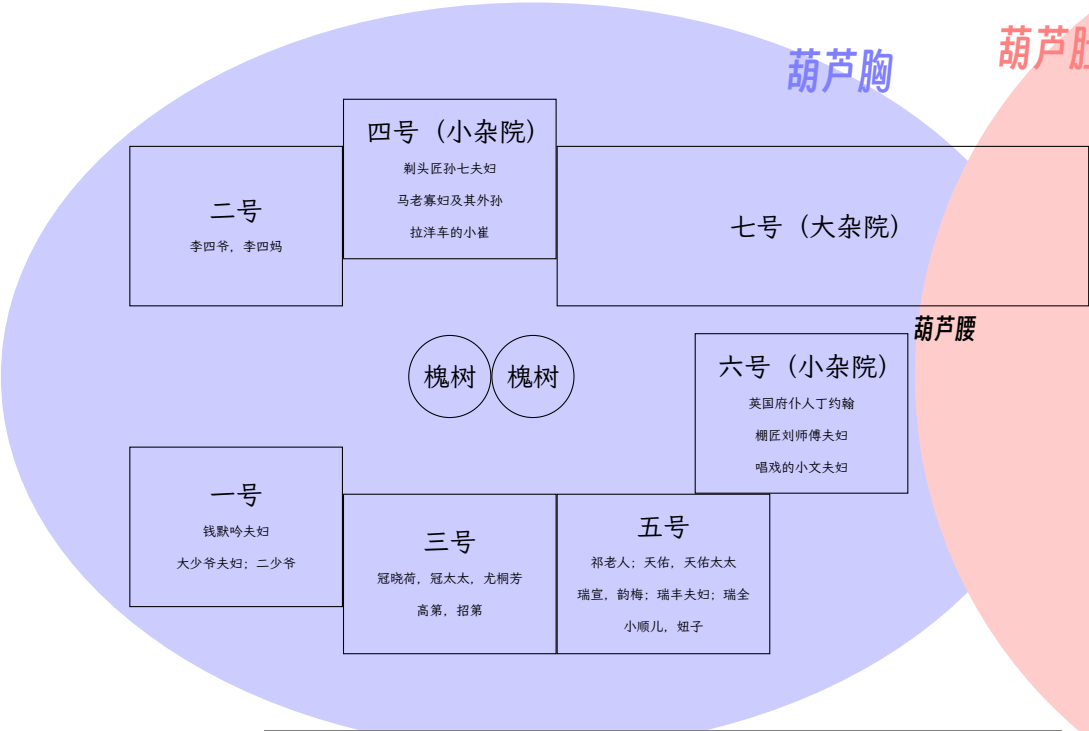 葫芦胸
葫芦肚
四号（小杂院）
剃头匠孙七夫妇
马老寡妇及其外孙
拉洋车的小崔
二号
李四爷，李四妈
七号（大杂院）
葫芦腰
槐树
槐树
六号（小杂院）
英国府仆人丁约翰
棚匠刘师傅夫妇
唱戏的小文夫妇
一号
钱默吟夫妇
大少爷夫妇；二少爷
三号
冠晓荷，冠太太，尤桐芳
高第，招第
五号
祁老人；天佑，天佑太太
瑞宣，韵梅；瑞丰夫妇；瑞全
小顺儿，妞子